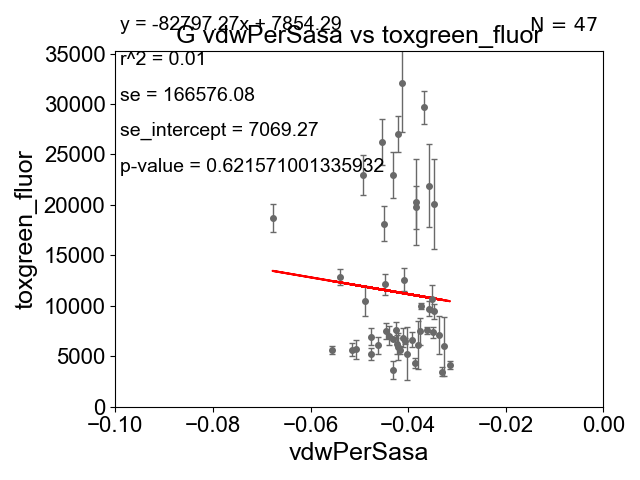 y = -82797.27x + 7854.29
N = 47
G vdwPerSasa vs toxgreen_fluor
r^2 = 0.01
se = 166576.08
se_intercept = 7069.27
p-value = 0.621571001335932
toxgreen_fluor
35000
30000
25000
20000
15000
10000
5000
0
−0.10 −0.08 −0.06 −0.04 −0.02 0.00
vdwPerSasa